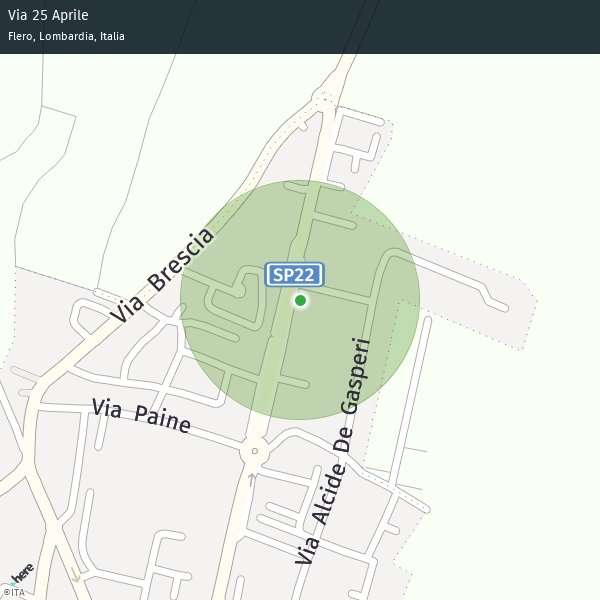 Via 25 Aprile
Flero, Lombardia, Italia
SP22
Via Brescia
Via Paine
Via Alcide De Gasperi
here
©ITA